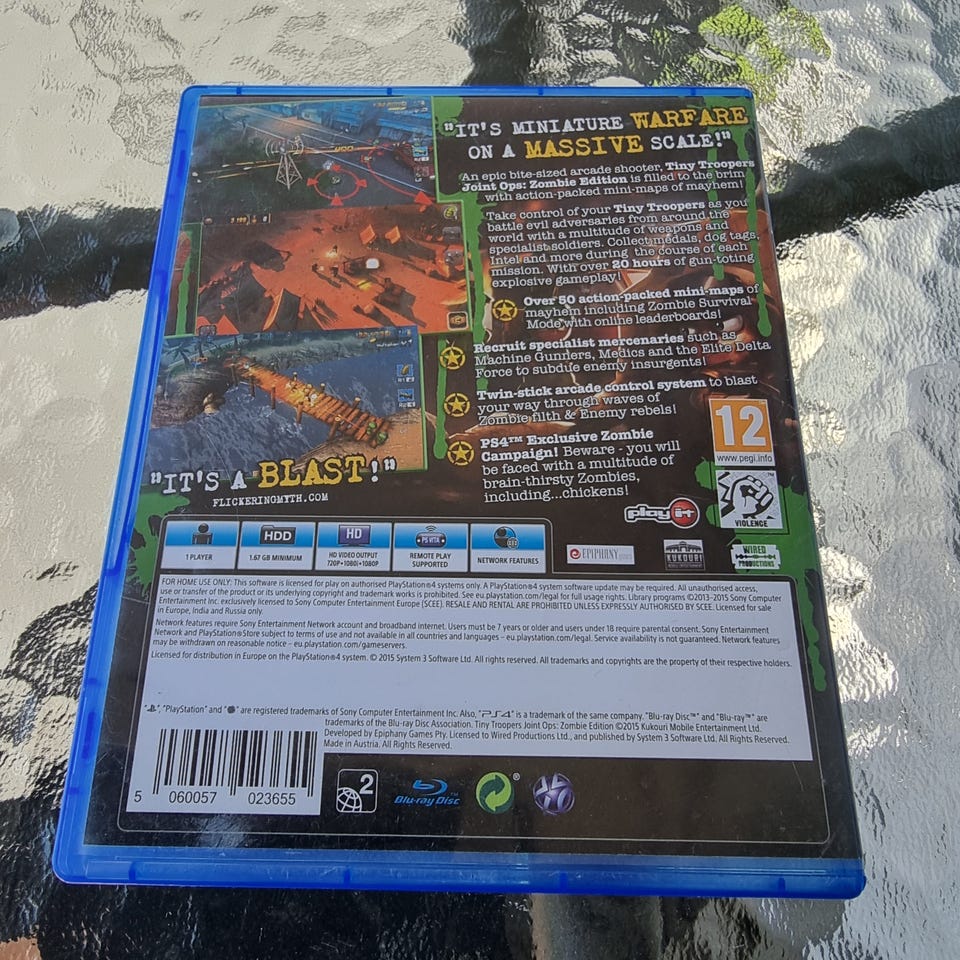 "IT'S MINIATURE WARFARE
ON A MASSIVE SCALE!"
An epic bite-sized arcade shooter, Tiny Troopers
Joint Ops: Zombie Edition is filled to the brim
with action-packed mini-maps of mayhem!
Take control of your Tiny Troopers as you
battle evil adversaries from around the
world with a multitude of weapons and
specialist soldiers. Collect medals, dog tags,
Intel and more during the course of each
mission. With over 20 hours of gun-toting
explosive gameplay!
Over 50 action-packed mini-maps of
mayhem including Zombie Survival
Mode with online leaderboards!
Recruit specialist mercenaries such as
Machine Gunners, Medics and the Elite Delta
Force to subdue enemy insurgents!
Twin-stick arcade control system to blast
your way through waves of
Zombie filth & Enemy rebels!
PS4™ Exclusive Zombie
Campaign! Beware - you will
be faced with a multitude of
brain-thirsty Zombies,
including...chickens!
"IT'S A BLAST!"
FLICKERINGMYTH.COM
12
www.pegi.info
PEGI
VIOLENCE
play it
1 PLAYER
HDD
1.67 GB MINIMUM
HD
HD VIDEO OUTPUT
720P•1080i•1080P
PS VITA
REMOTE PLAY
SUPPORTED
NETWORK FEATURES
EPIPHANY
KUKOURI
WIRED
PRODUCTIONS
FOR HOME USE ONLY: This software is licensed for play on authorised PlayStation®4 systems only. A PlayStation®4 system software update may be required. All unauthorised access,
use or transfer of the product or its underlying copyright and trademark works is prohibited. See eu.playstation.com/legal for full usage rights. Library programs ©2013-2015 Sony Computer
Entertainment Inc. exclusively licensed to Sony Computer Entertainment Europe (SCEE). RESALE AND RENTAL ARE PROHIBITED UNLESS EXPRESSLY AUTHORISED BY SCEE. Licensed for sale
in Europe, India and Russia only.
Network features require Sony Entertainment Network account and broadband internet. Users must be 7 years or older and users under 18 require parental consent. Sony Entertainment
Network and PlayStation®Store subject to terms of use and not available in all countries and languages – eu.playstation.com/legal. Service availability is not guaranteed. Network features
may be withdrawn on reasonable notice – eu.playstation.com/gameservers.
Licensed for distribution in Europe on the PlayStation®4 system. © 2015 System 3 Software Ltd. All rights reserved. All trademarks and copyrights are the property of their respective holders.
"", "PlayStation" and "" are registered trademarks of Sony Computer Entertainment Inc. Also, "PS4" is a trademark of the same company. "Blu-ray Disc™" and "Blu-ray™" are
trademarks of the Blu-ray Disc Association. Tiny Troopers Joint Ops: Zombie Edition ©2015 Kukouri Mobile Entertainment Ltd.
Developed by Epiphany Games Pty. Licensed to Wired Productions Ltd., and published by System 3 Software Ltd. All Rights Reserved.
Made in Austria. All Rights Reserved.
5 060057 023655
2
Blu-ray Disc
®